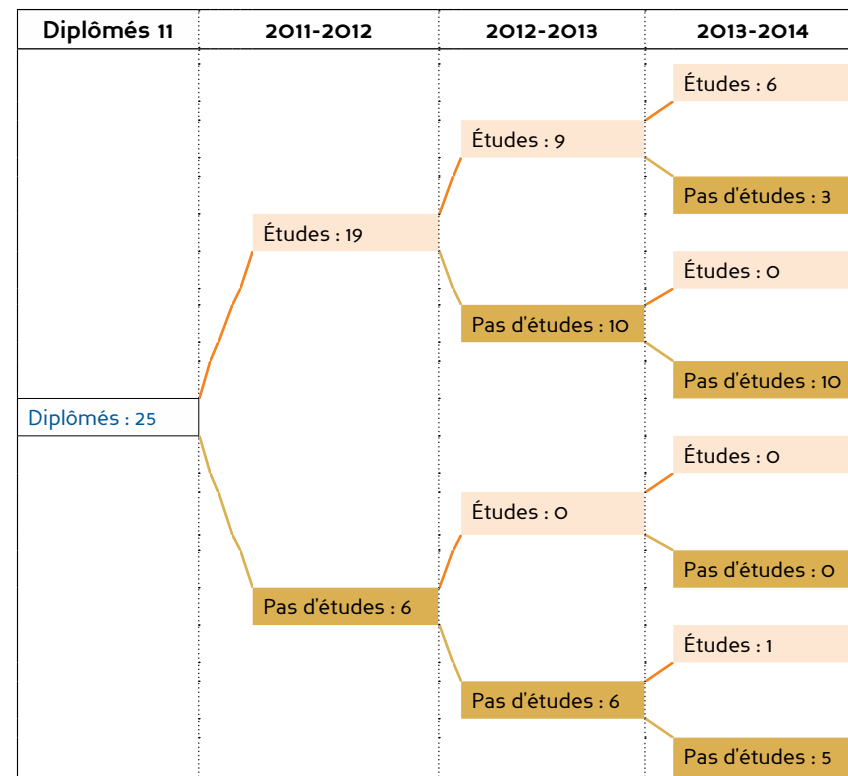 Diplômés 11 2011-2012 2012-2013 2013-2014
Études : 6
Études : 9
Pas d'études : 3
Études : 19
Études : 0
Pas d'études : 10
Pas d'études : 10
Diplômés : 25
Études : 0
Études : 0
Pas d'études : 0
Pas d'études : 6
Études : 1
Pas d'études : 6
Pas d'études : 5